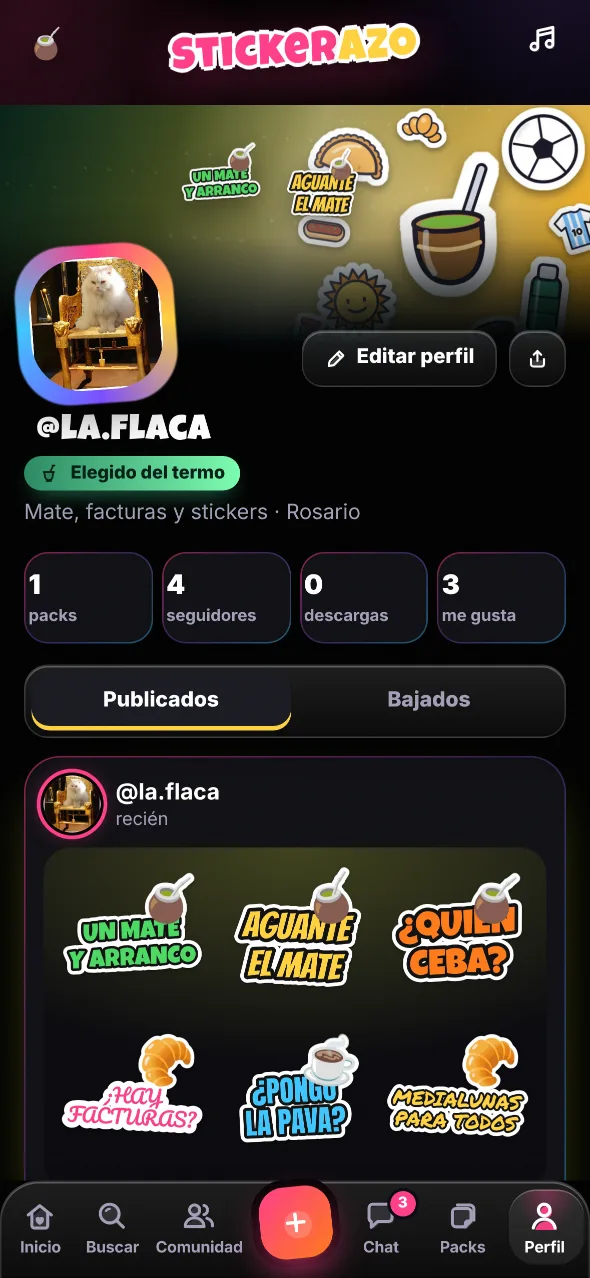 STICKERAZO
UN MATE
Y ARRANCO
AGUANTE
EL MATE
10
Editar perfil
@LA.FLACA
Elegido del termo
Mate, facturas y stickers · Rosario
1
packs
4
seguidores
0
descargas
3
me gusta
Publicados
Bajados
@la.flaca
recién
UN MATE
Y ARRANCO
AGUANTE
EL MATE
¿QUIÉN
CEBA?
¿HAY
FACTURAS?
¿PONGO
LA PAVA?
MEDIALUNAS
PARA TODOS
3
Inicio
Buscar
Comunidad
Chat
Packs
Perfil